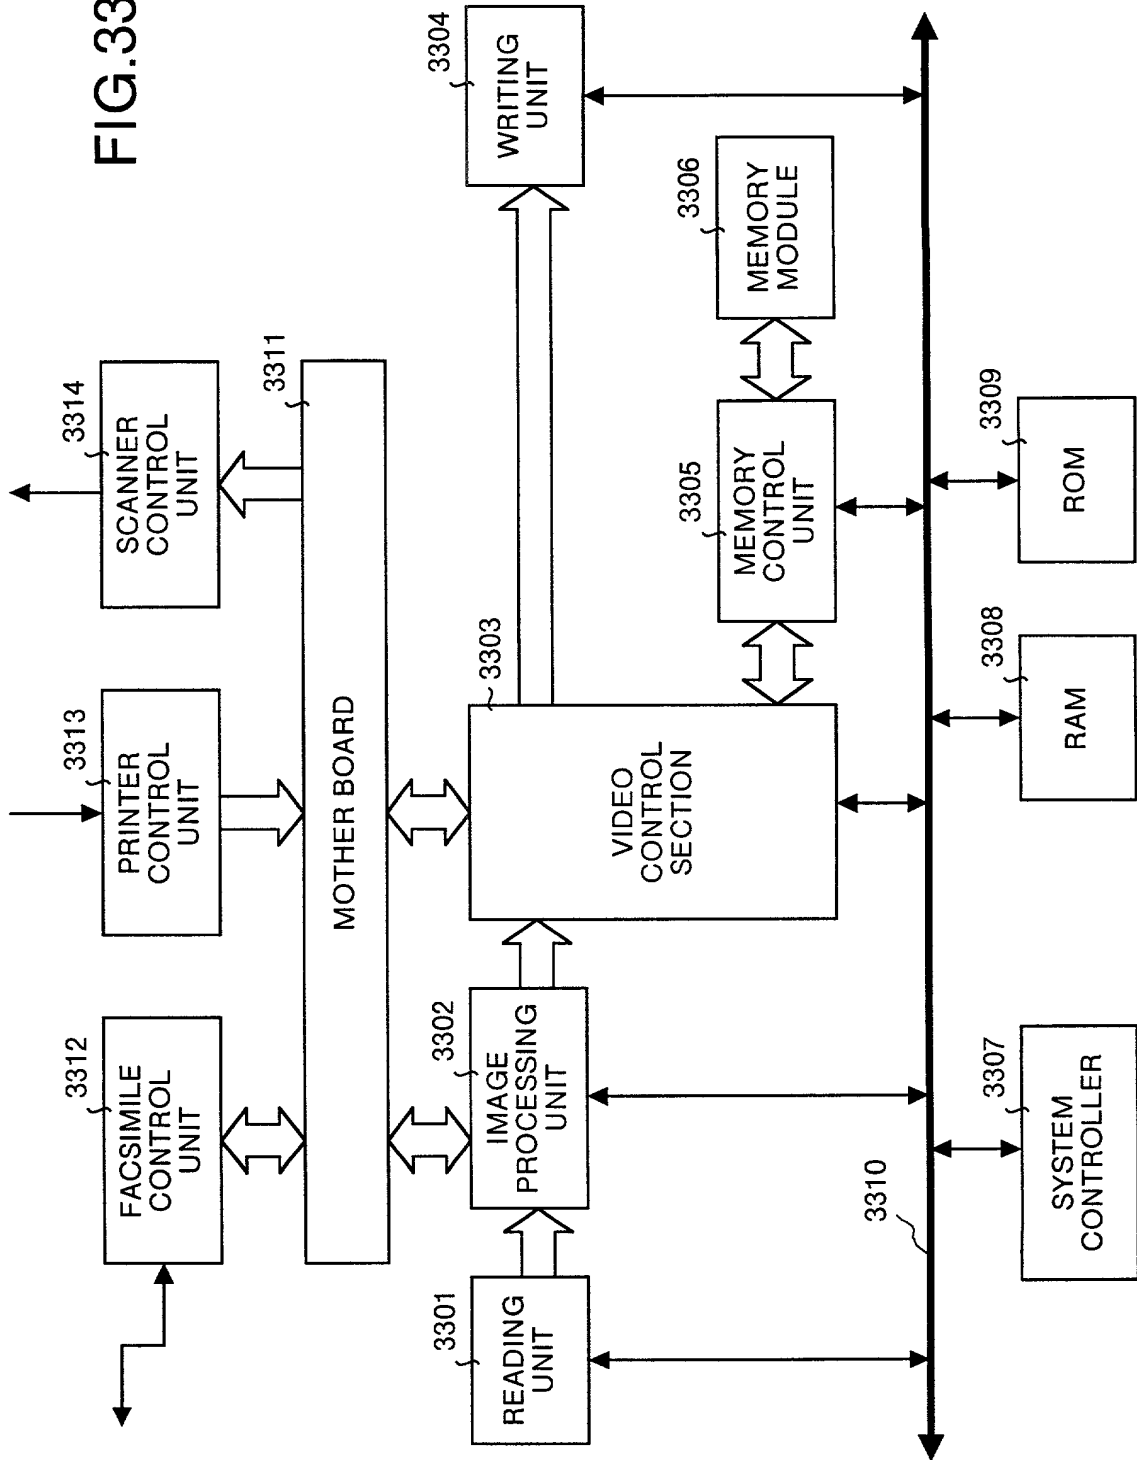 FIG.33
3312
FACSIMILE
CONTROL
UNIT
3313
PRINTER
CONTROL
UNIT
3314
SCANNER
CONTROL
UNIT
3311
MOTHER BOARD
3301
READING
UNIT
3302
IMAGE
PROCESSING
UNIT
3303
VIDEO
CONTROL
SECTION
3304
WRITING
UNIT
3305
MEMORY
CONTROL
UNIT
3306
MEMORY
MODULE
3310
3307
SYSTEM
CONTROLLER
3308
RAM
3309
ROM